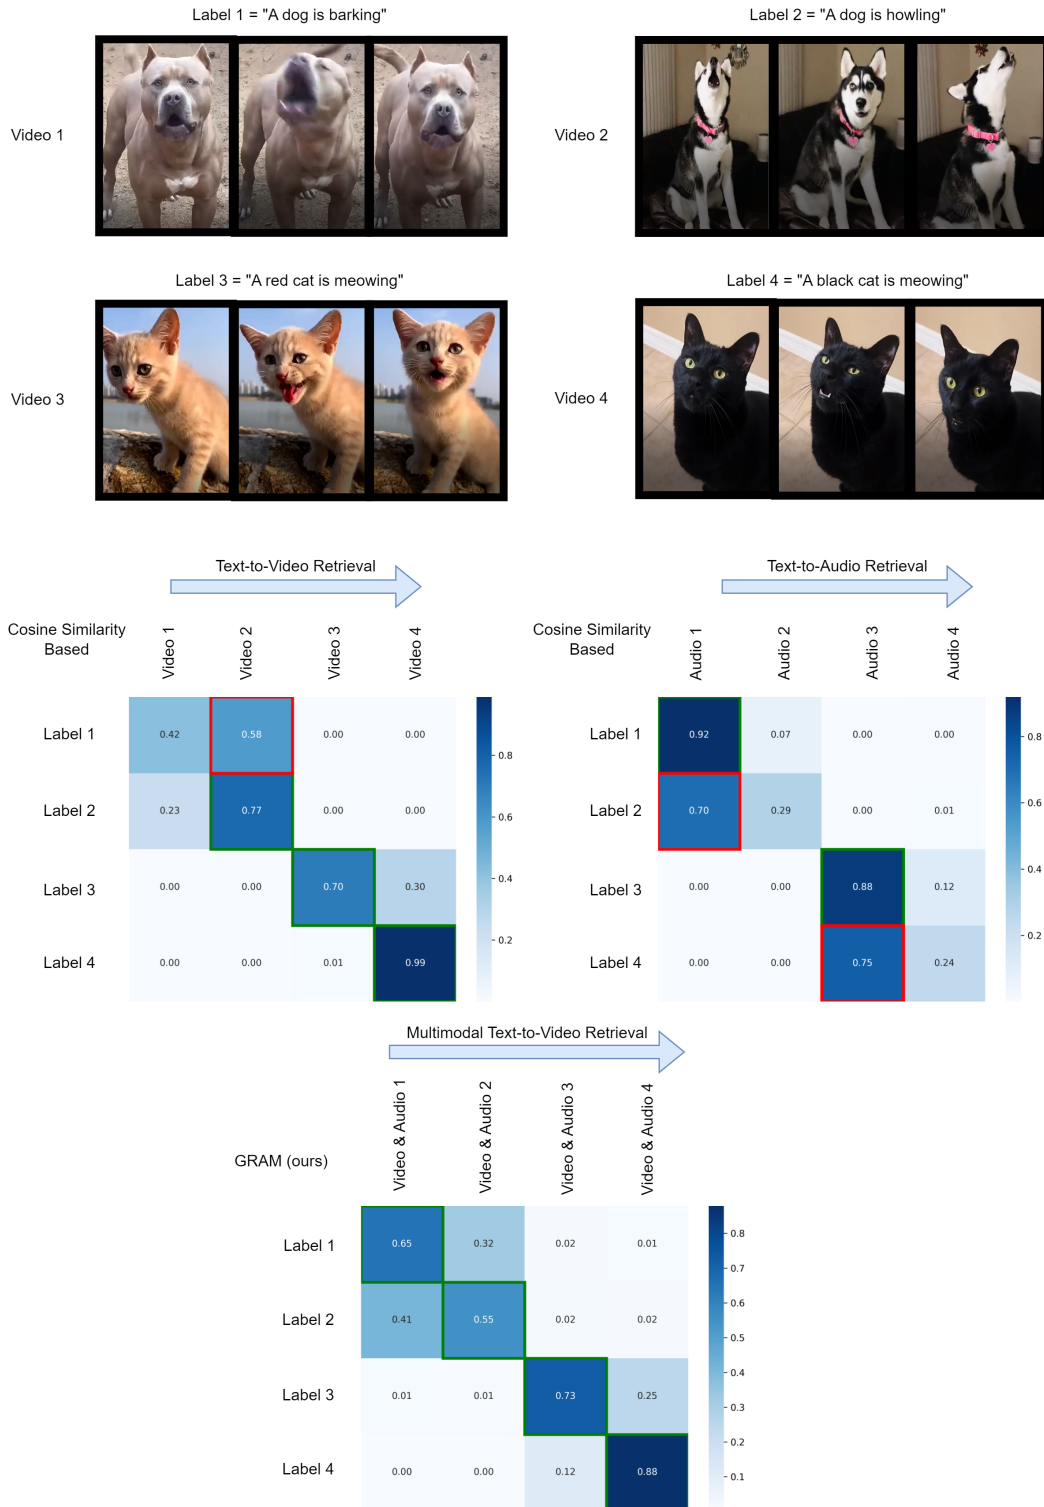 Label 1 = "A dog is barking"
Label 2 = "A dog is howling"
Video 1
Video 2
Label 3 = "A red cat is meowing"
Label 4 = "A black cat is meowing"
Video 3
Video 4
Text-to-Video Retrieval
Cosine Similarity
Based
Video 1
Video 2
Video 3
Video 4
Label 1
0.42
0.58
0.00
0.00
Label 2
0.23
0.77
0.00
0.00
Label 3
0.00
0.00
0.70
0.30
Label 4
0.00
0.00
0.01
0.99
0.8
0.6
0.4
0.2
Text-to-Audio Retrieval
Cosine Similarity
Based
Audio 1
Audio 2
Audio 3
Audio 4
Label 1
0.92
0.07
0.00
0.00
Label 2
0.70
0.29
0.00
0.01
Label 3
0.00
0.00
0.88
0.12
Label 4
0.00
0.00
0.75
0.24
0.8
0.6
0.4
0.2
Multimodal Text-to-Video Retrieval
GRAM (ours)
Video & Audio 1
Video & Audio 2
Video & Audio 3
Video & Audio 4
Label 1
0.65
0.32
0.02
0.01
Label 2
0.41
0.55
0.02
0.02
Label 3
0.01
0.01
0.73
0.25
Label 4
0.00
0.00
0.12
0.88
0.8
0.7
0.6
0.5
0.4
0.3
0.2
0.1